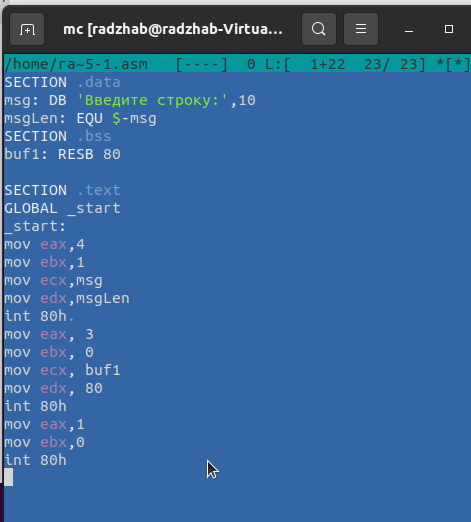 mc [radzhab@radzhab-Virtua...
/home/ra~5-1.asm   [----]  0 L:[  1+22  23/ 23] *[*]
SECTION .data
msg: DB 'Введите строку:',10
msgLen: EQU $-msg
SECTION .bss
buf1: RESB 80
SECTION .text
GLOBAL _start
_start:
mov eax,4
mov ebx,1
mov ecx,msg
mov edx,msgLen
int 80h.
mov eax, 3
mov ebx, 0
mov ecx, buf1
mov edx, 80
int 80h
mov eax,1
mov ebx,0
int 80h